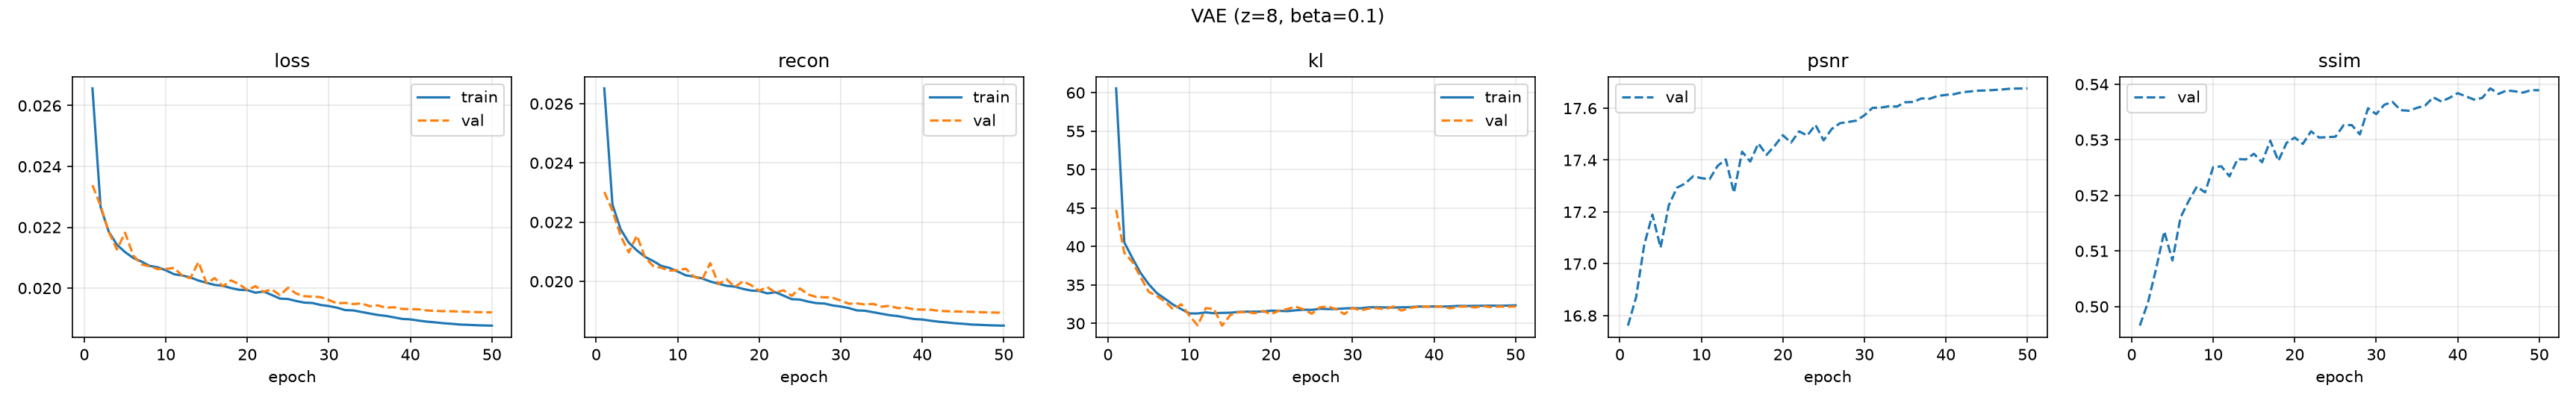 VAE (z=8, beta=0.1)
loss
0.026
0.024
0.022
0.020
0 10 20 30 40 50
epoch
train
val
recon
0.026
0.024
0.022
0.020
0 10 20 30 40 50
epoch
train
val
kl
60
55
50
45
40
35
30
0 10 20 30 40 50
epoch
train
val
psnr
17.6
17.4
17.2
17.0
16.8
0 10 20 30 40 50
epoch
val
ssim
0.54
0.53
0.52
0.51
0.50
0 10 20 30 40 50
epoch
val